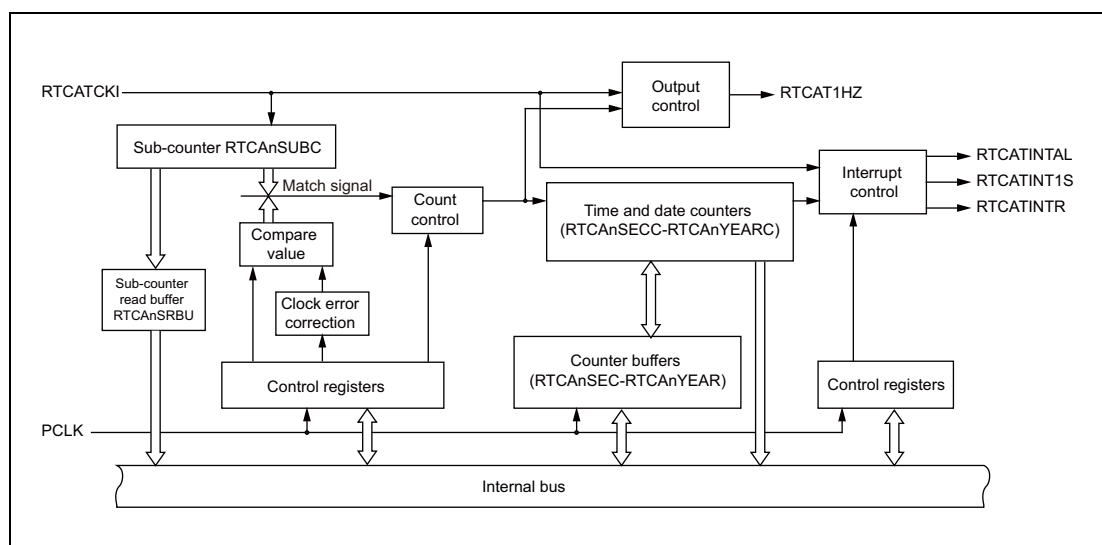 RTCATCKI
Output
control
RTCAT1HZ
Sub-counter RTCAnSUBC
Match signal
Count
control
Time and date counters
(RTCAnSECC-RTCAnYEARC)
Interrupt
control
RTCATINTAL
RTCATINT1S
RTCATINTR
Compare
value
Sub-counter
read buffer
RTCAnSRBU
Clock error
correction
Control registers
Counter buffers
(RTCAnSEC-RTCAnYEAR)
Control registers
PCLK
Internal bus